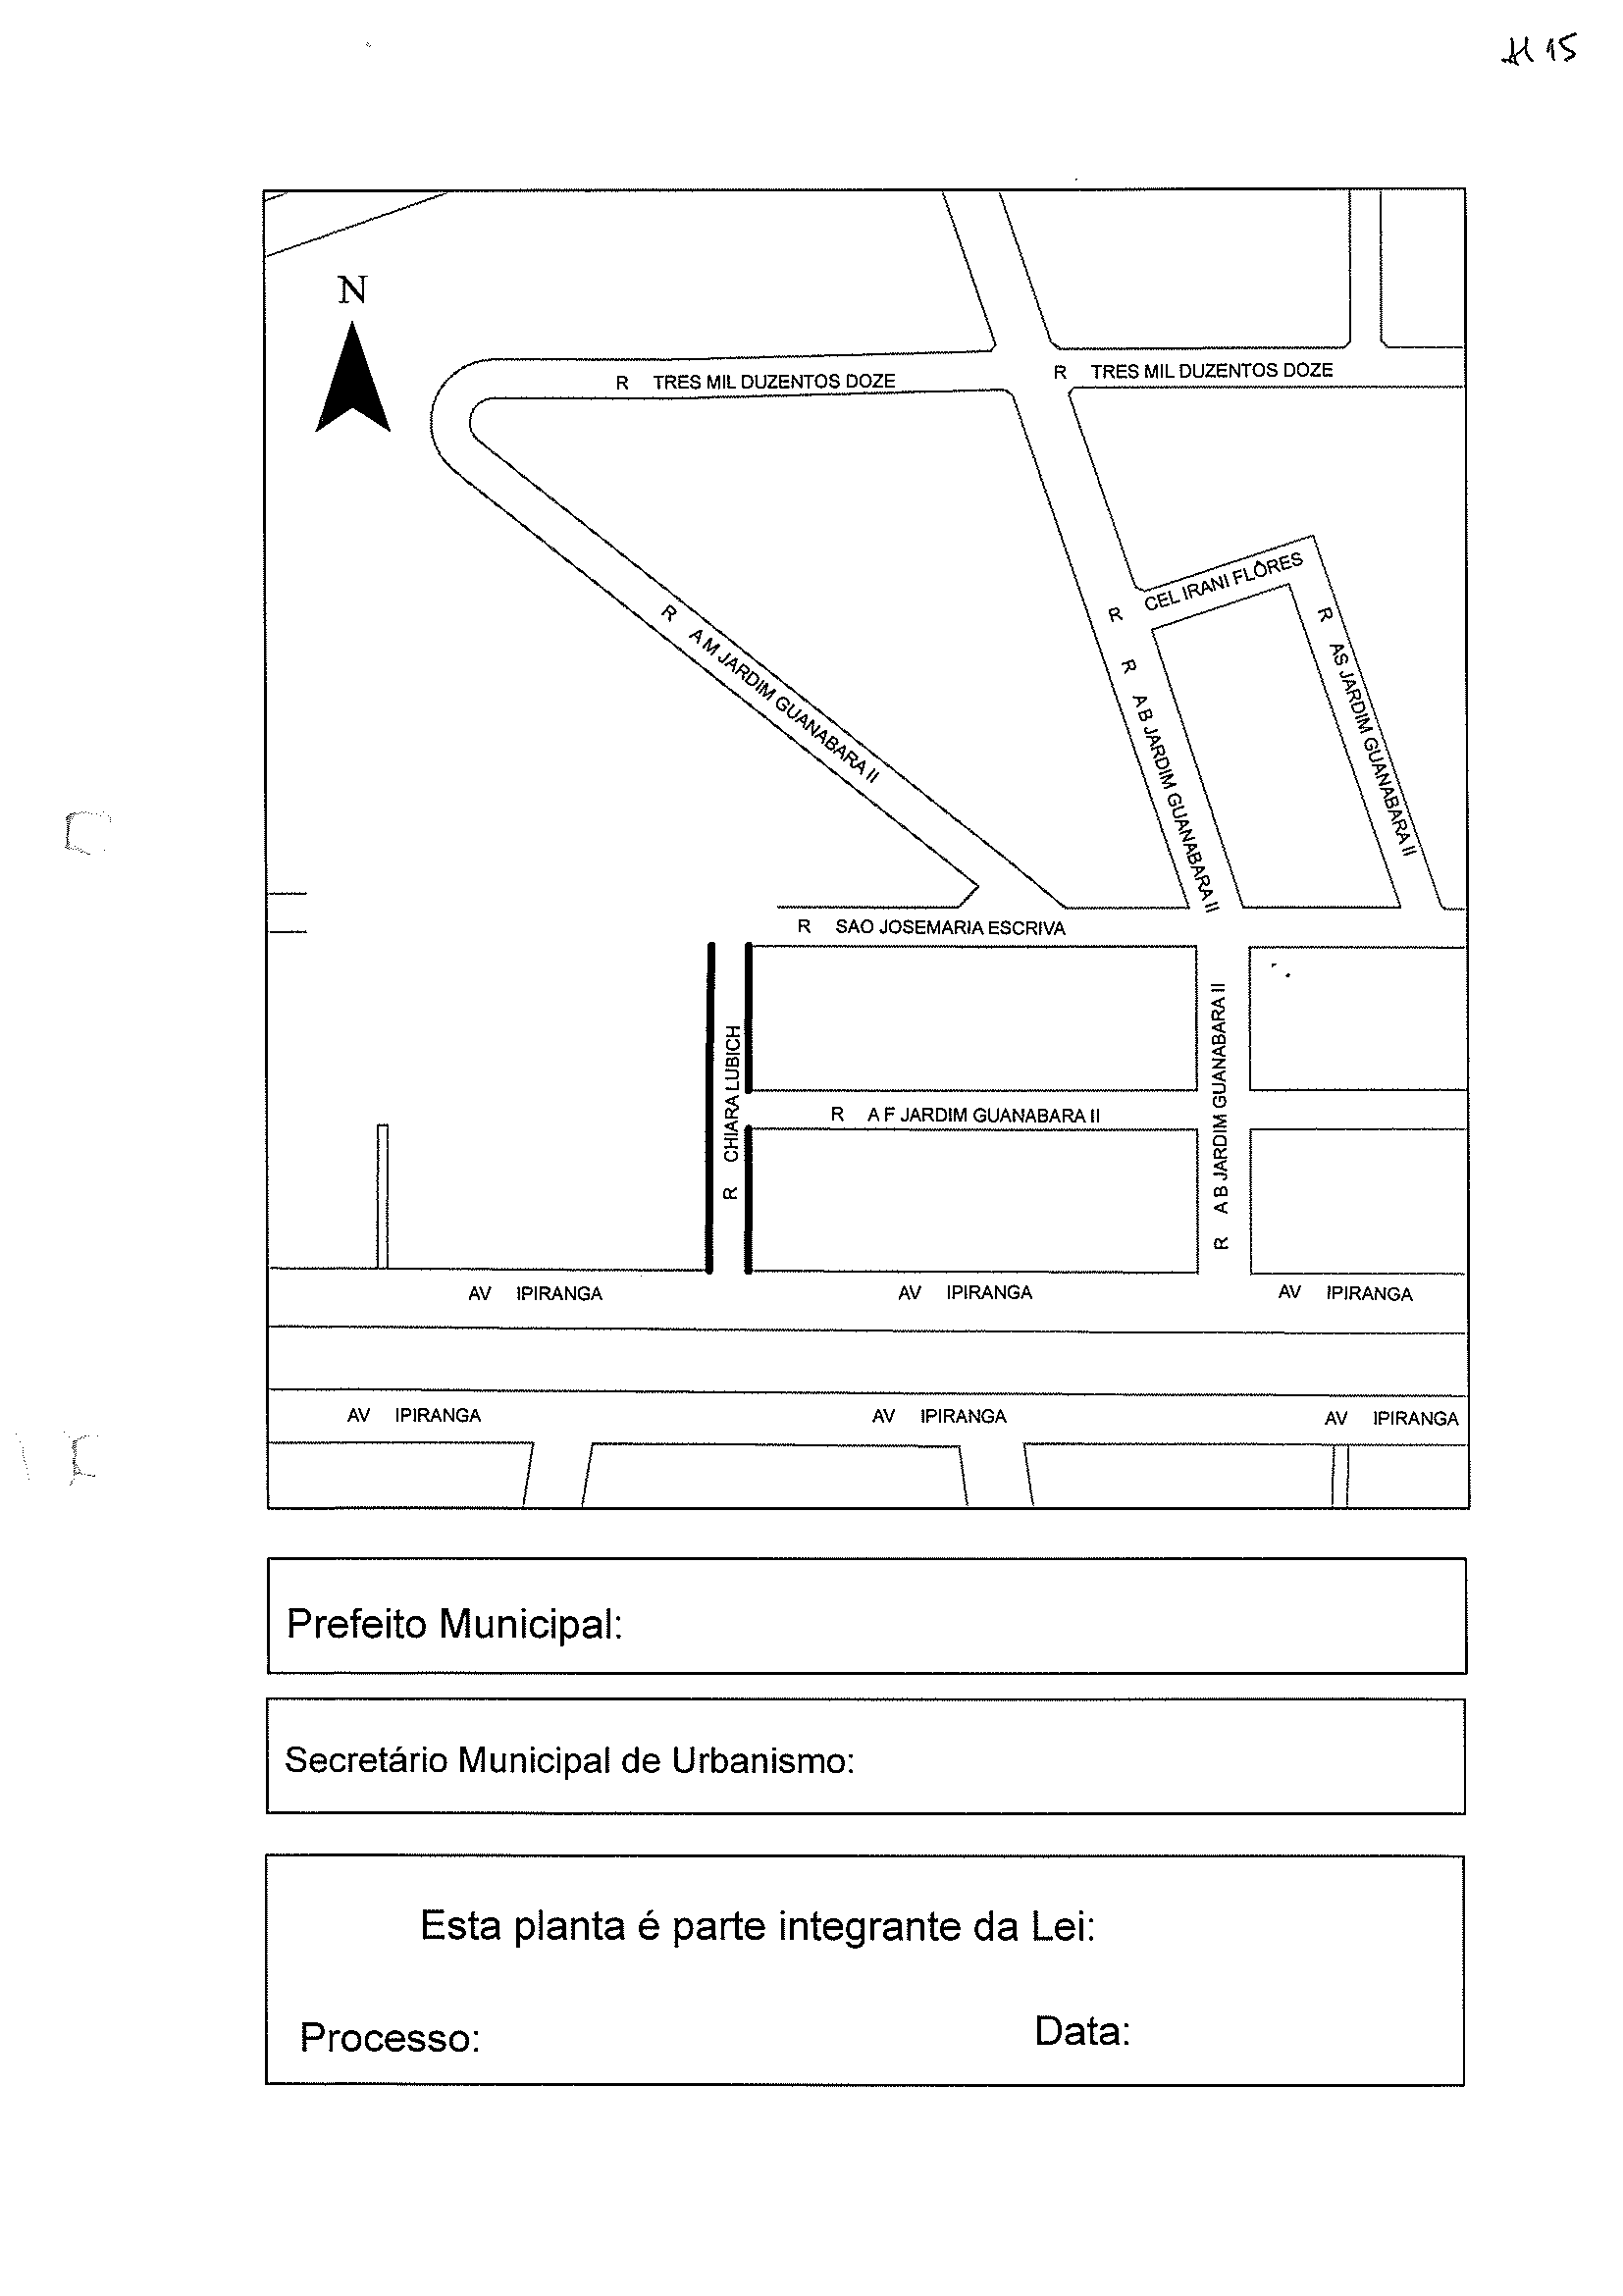 N
R TRES MIL DUZENTOS DOZE
R TRES MIL DUZENTOS DOZE
R CEL IRANI FLÔRES
R A M JARDIM GUANABARA II
R A B JARDIM GUANABARA II
R AS JARDIM GUANABARA II
R SAO JOSEMARIA ESCRIVA
R CHIARA LUBICH
R A B JARDIM GUANABARA II
R A F JARDIM GUANABARA II
AV IPIRANGA
AV IPIRANGA
AV IPIRANGA
AV IPIRANGA
AV IPIRANGA
AV IPIRANGA
Prefeito Municipal:
Secretário Municipal de Urbanismo:
Esta planta é parte integrante da Lei:
Processo:
Data: